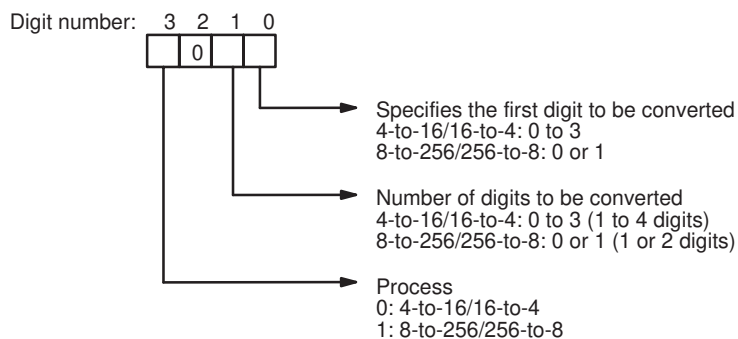 Digit number: 3 2 1 0
0
Specifies the first digit to be converted
4-to-16/16-to-4: 0 to 3
8-to-256/256-to-8: 0 or 1
Number of digits to be converted
4-to-16/16-to-4: 0 to 3 (1 to 4 digits)
8-to-256/256-to-8: 0 or 1 (1 or 2 digits)
Process
0: 4-to-16/16-to-4
1: 8-to-256/256-to-8